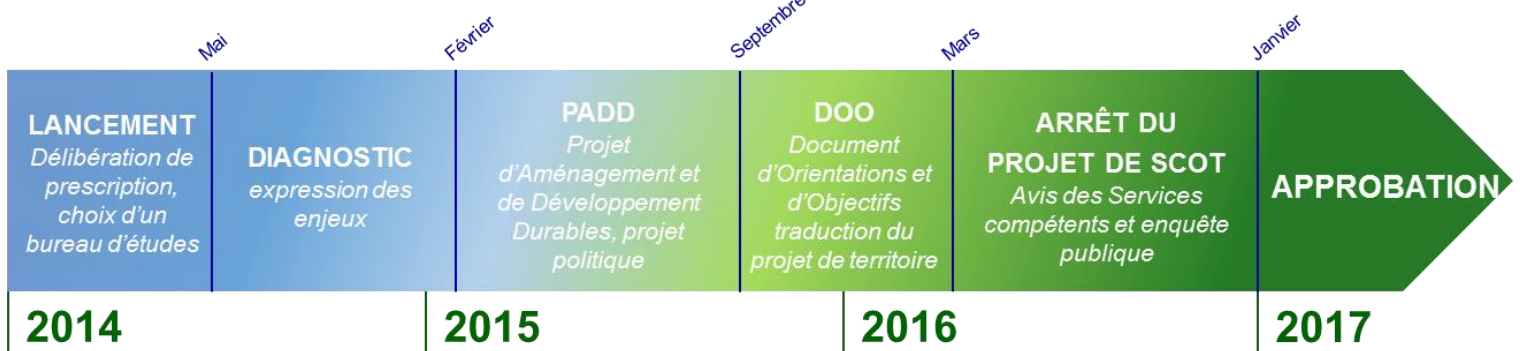 Mai
Février
Septembre
Mars
Janvier
LANCEMENT
Délibération de
prescription,
choix d'un
bureau d'études
DIAGNOSTIC
expression des
enjeux
PADD
Projet
d'Aménagement et
de Développement
Durables, projet
politique
DOO
Document
d'Orientations et
d'Objectifs
traduction du
projet de territoire
ARRÊT DU
PROJET DE SCOT
Avis des Services
compétents et enquête
publique
APPROBATION
2014
2015
2016
2017